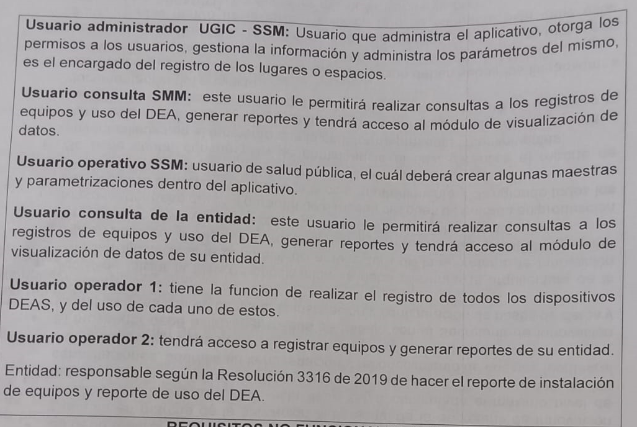 Usuario administrador UGIC - SSM: Usuario que administra el aplicativo, otorga los
permisos a los usuarios, gestiona la información y administra los parámetros del mismo,
es el encargado del registro de los lugares o espacios.
Usuario consulta SMM: este usuario le permitirá realizar consultas a los registros de
equipos y uso del DEA, generar reportes y tendrá acceso al módulo de visualización de
datos.
Usuario operativo SSM: usuario de salud pública, el cuál deberá crear algunas maestras
y parametrizaciones dentro del aplicativo.
Usuario consulta de la entidad: este usuario le permitirá realizar consultas a los
registros de equipos y uso del DEA, generar reportes y tendrá acceso al módulo de
visualización de datos de su entidad.
Usuario operador 1: tiene la funcion de realizar el registro de todos los dispositivos
DEAS, y del uso de cada uno de estos.
Usuario operador 2: tendrá acceso a registrar equipos y generar reportes de su entidad.
Entidad: responsable según la Resolución 3316 de 2019 de hacer el reporte de instalación
de equipos y reporte de uso del DEA.